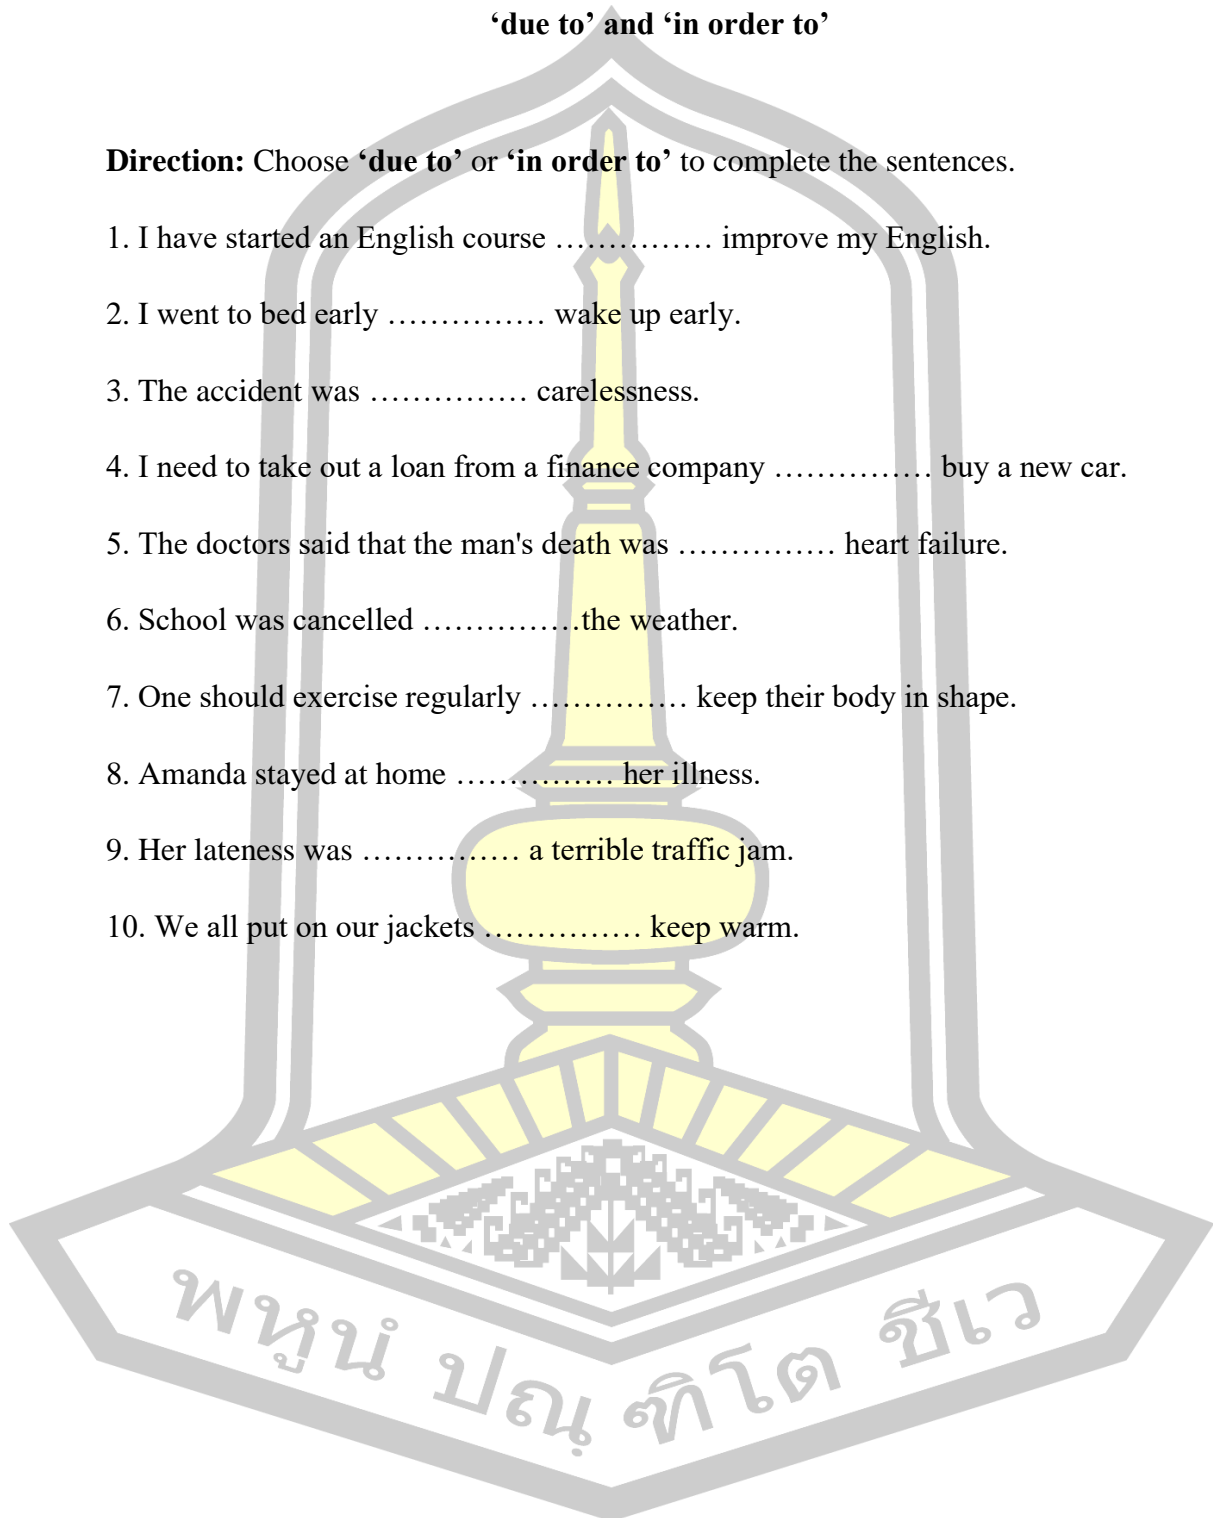 ‘due to’ and ‘in order to’
Direction: Choose ‘due to’ or ‘in order to’ to complete the sentences.
1. I have started an English course …………… improve my English.
2. I went to bed early …………… wake up early.
3. The accident was …………… carelessness.
4. I need to take out a loan from a finance company …………… buy a new car.
5. The doctors said that the man's death was …………… heart failure.
6. School was cancelled ……………the weather.
7. One should exercise regularly …………… keep their body in shape.
8. Amanda stayed at home …………… her illness.
9. Her lateness was …………… a terrible traffic jam.
10. We all put on our jackets …………… keep warm.
พหูนํ ปณฺฑิโต ชีเว